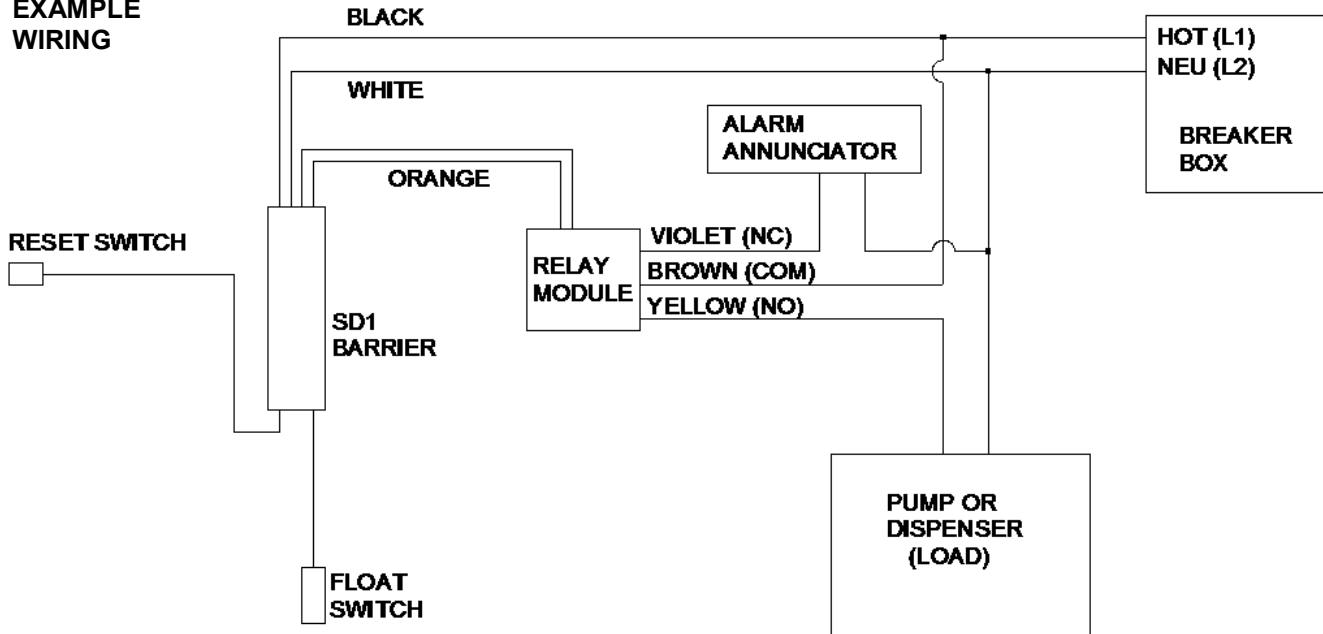 EXAMPLE
WIRING
BLACK
HOT (L1)
NEU (L2)
WHITE
BREAKER
BOX
ALARM
ANNUNCIATOR
ORANGE
RESET SWITCH
VIOLET (NC)
BROWN (COM)
YELLOW (NO)
RELAY
MODULE
SD1
BARRIER
PUMP OR
DISPENSER
(LOAD)
FLOAT
SWITCH